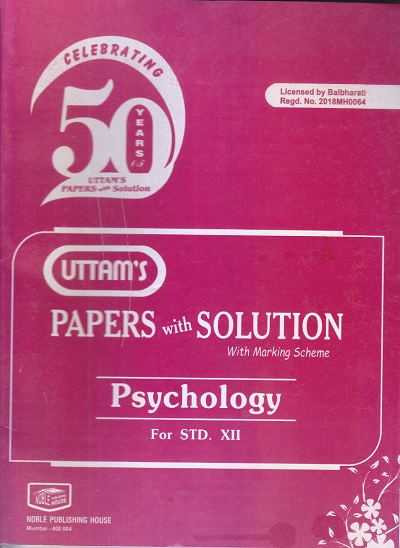 CELEBRATING
50
YEARS
UTTAM'S
PAPERS with Solution
Licensed by Balbharati
Regd. No. 2018MH0064
UTTAM'S
PAPERS with SOLUTION
With Marking Scheme
Psychology
For STD. XII
NOBLE PUBLISHING HOUSE
NOBLE PUBLISHING HOUSE
Mumbai - 400 004